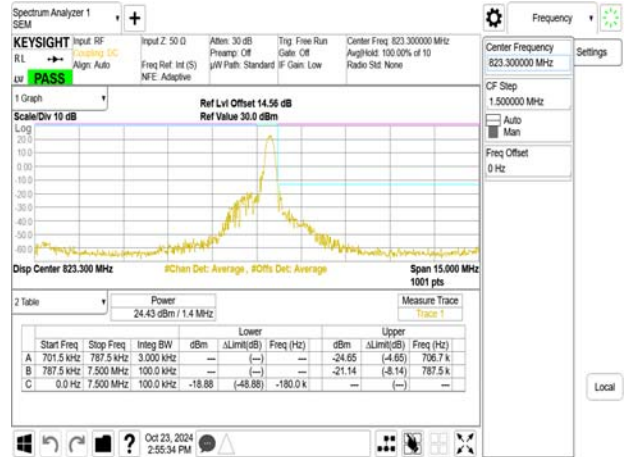 Spectrum Analyzer 1
SEM
Frequency
KEYSIGHT
Input: RF
Coupling: DC
Align: Auto
Input Z: 50 Ω
Freq Ref: Int (S)
NFE: Adaptive
Atten: 30 dB
Preamp: Off
µW Path: Standard
Trig: Free Run
Gate: Off
IF Gain: Low
Center Freq: 823.300000 MHz
Avg|Hold: 100.00% of 10
Radio Std: None
RL
PASS
Center Frequency
823.300000 MHz
Settings
CF Step
1.500000 MHz
Auto
Man
Freq Offset
0 Hz
1 Graph
Scale/Div 10 dB
Ref Lvl Offset 14.56 dB
Ref Value 30.0 dBm
Log
20.0
10.0
0.00
-10.0
-20.0
-30.0
-40.0
-50.0
-60.0
Disp Center 823.300 MHz
#Chan Det: Average , #Offs Det: Average
Span 15.000 MHz
1001 pts
2 Table
Power
24.43 dBm / 1.4 MHz
Measure Trace
Trace 1
Lower Upper
Start Freq Stop Freq Integ BW dBm ΔLimit(dB) Freq (Hz) dBm ΔLimit(dB) Freq (Hz)
A 701.5 kHz 787.5 kHz 3.000 kHz --- (---) --- -24.65 (-4.65) 706.7 k
B 787.5 kHz 7.500 MHz 100.0 kHz --- (---) --- -21.14 (-8.14) 787.5 k
C 0.0 Hz 7.500 MHz 100.0 kHz -18.88 (-48.88) -180.0 k --- (---) ---
Local
?
Oct 23, 2024
2:55:34 PM